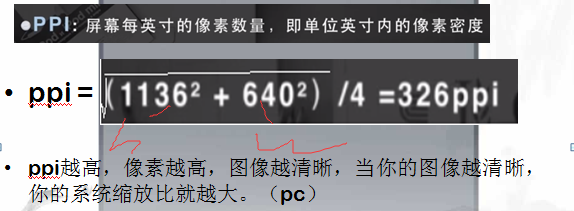 ●PPI：屏幕每英寸的像素数量，即单位英寸内的像素密度
• ppi = √(1136² + 640²) /4 =326ppi
• ppi越高，像素越高，图像越清晰，当你的图像越清晰，
你的系统缩放比就越大。（pc）